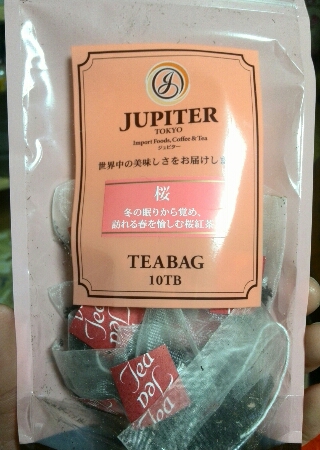 JUPITER
TOKYO
Import Foods, Coffee & Tea
ジュピター
世界中の美味しさをお届けしま
桜
冬の眠りから覚め、
訪れる春を愉しむ桜紅茶
TEABAG
10TB
Tea
Tea
Tea